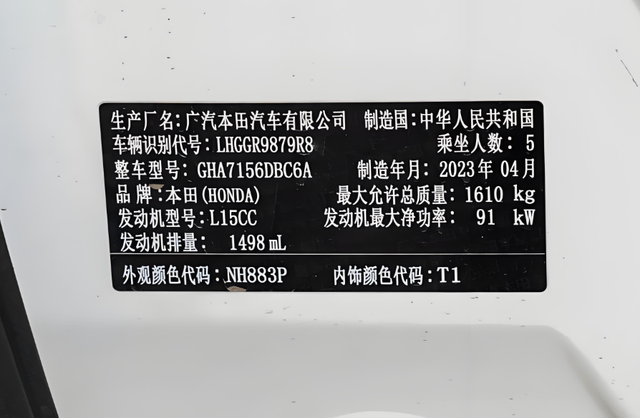 生产厂名:广汽本田汽车有限公司 制造国:中华人民共和国
车辆识别代号:LHGGR9879R8 乘坐人数:5
整车型号:GHA7156DBC6A 制造年月:2023年04月
品牌:本田(HONDA) 最大允许总质量:1610 kg
发动机型号:L15CC 发动机最大净功率: 91 kW
发动机排量: 1498mL
外观颜色代码:NH883P 内饰颜色代码:T1